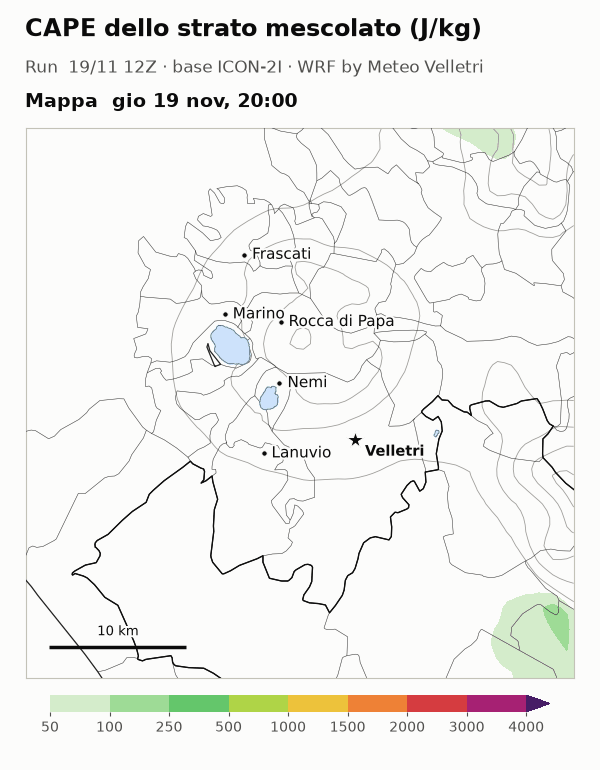 CAPE dello strato mescolato (J/kg)
Run  19/11 12Z · base ICON-2I · WRF by Meteo Velletri
Mappa  gio 19 nov, 20:00
Frascati
Marino
Rocca di Papa
Nemi
Velletri
Lanuvio
10 km
50 100 250 500 1000 1500 2000 3000 4000